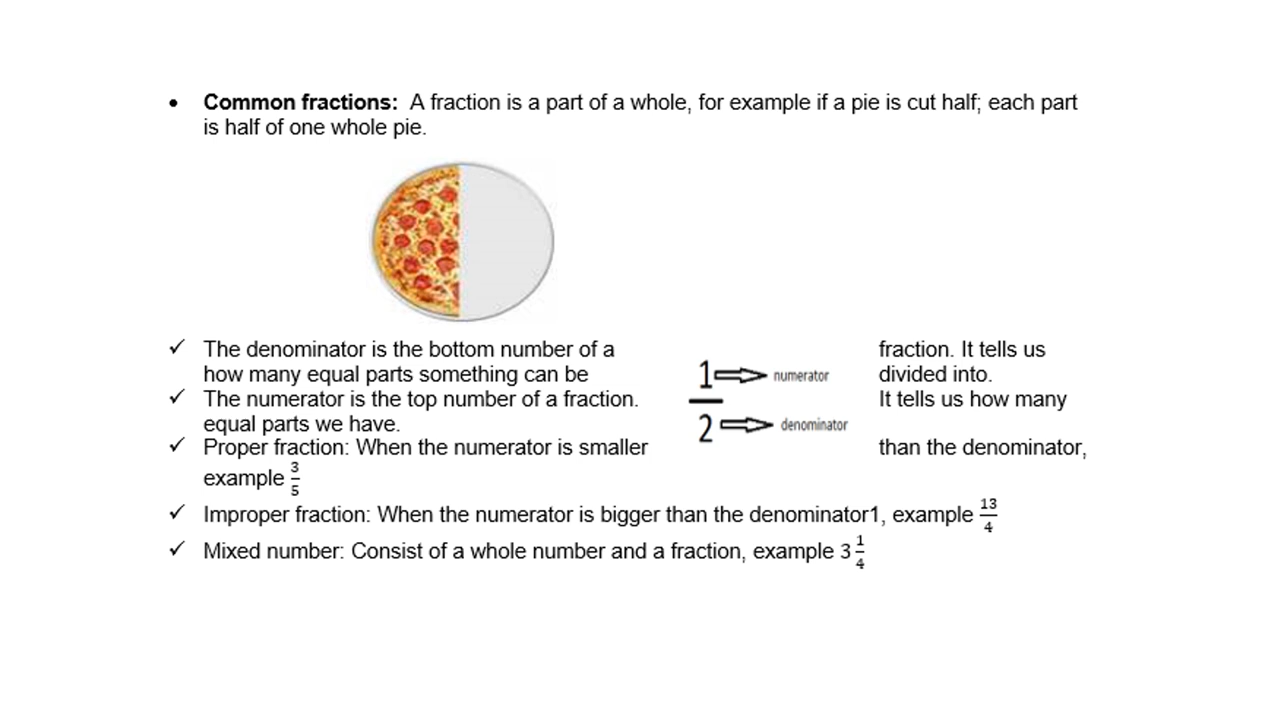 • Common fractions: A fraction is a part of a whole, for example if a pie is cut half; each part
is half of one whole pie.
✓ The denominator is the bottom number of a fraction. It tells us
how many equal parts something can be divided into.
✓ The numerator is the top number of a fraction. It tells us how many
equal parts we have.
✓ Proper fraction: When the numerator is smaller than the denominator,
example 3/5
1 numerator
2 denominator
✓ Improper fraction: When the numerator is bigger than the denominator1, example 13/4
✓ Mixed number: Consist of a whole number and a fraction, example 3 1/4